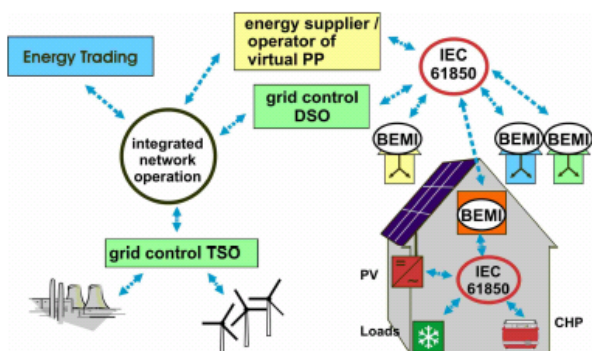 energy supplier /
operator of
virtual PP
Energy Trading
IEC
61850
grid control
DSO
integrated
network
operation
BEMI
BEMI
BEMI
BEMI
grid control TSO
IEC
61850
PV
Loads
CHP